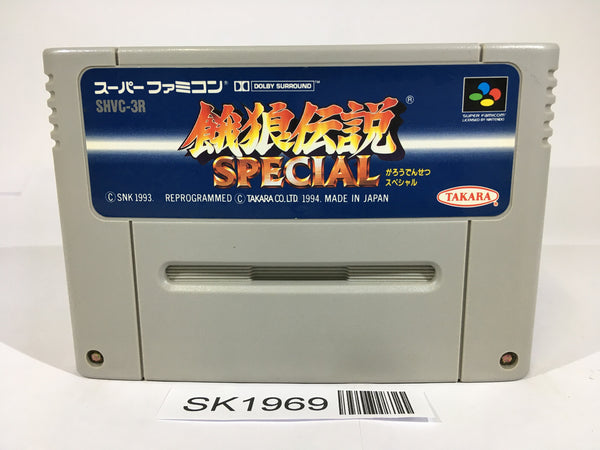 スーパーファミコン® DOLBY SURROUND™
SHVC-3R
餓狼伝説®
SPECIAL
がろうでんせつ
スペシャル
SUPER FAMICOM
LICENSED BY NINTENDO
TAKARA®
© SNK 1993. REPROGRAMMED © TAKARA CO.LTD. 1994. MADE IN JAPAN
SK1969